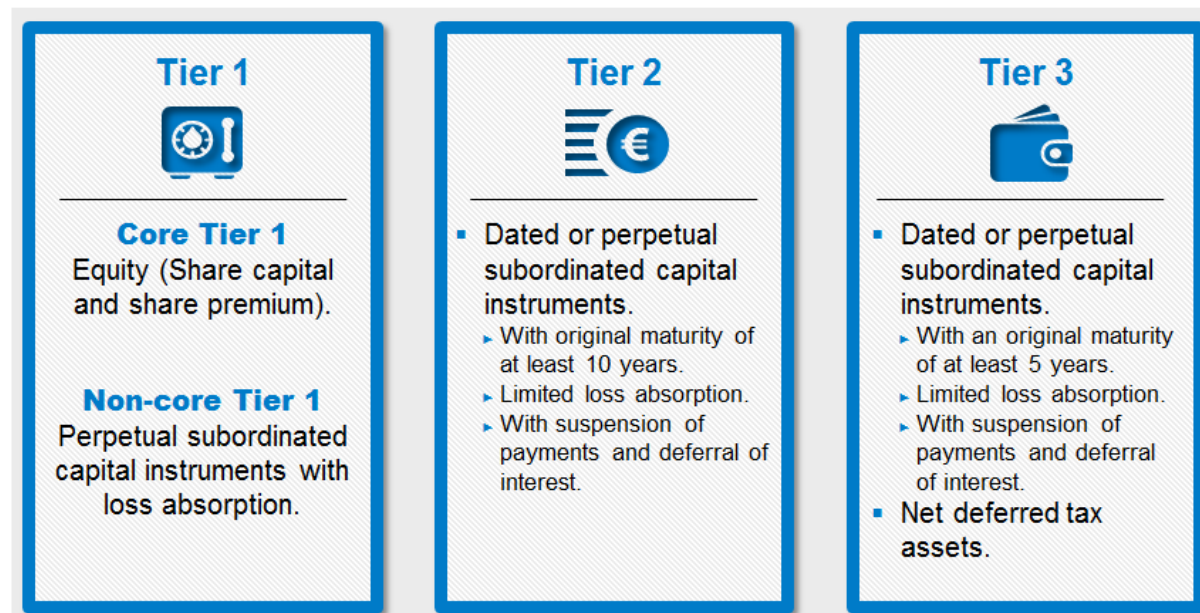 Tier 1
Core Tier 1
Equity (Share capital
and share premium).
Non-core Tier 1
Perpetual subordinated
capital instruments with
loss absorption.
Tier 2
€
▪ Dated or perpetual
subordinated capital
instruments.
► With original maturity of
at least 10 years.
► Limited loss absorption.
► With suspension of
payments and deferral of
interest.
Tier 3
▪ Dated or perpetual
subordinated capital
instruments.
► With an original maturity
of at least 5 years.
► Limited loss absorption.
► With suspension of
payments and deferral
of interest.
▪ Net deferred tax
assets.